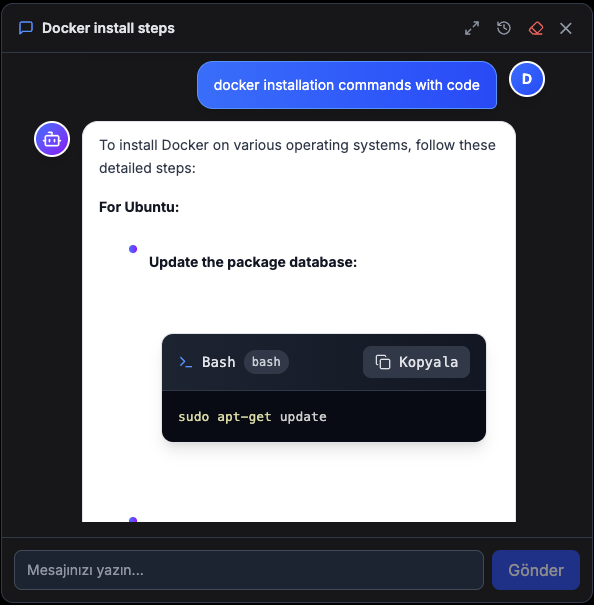 Docker install steps
docker installation commands with code
D
To install Docker on various operating systems, follow these
detailed steps:
For Ubuntu:
Update the package database:
Bash bash Kopyala
sudo apt-get update
Mesajınızı yazın...
Gönder